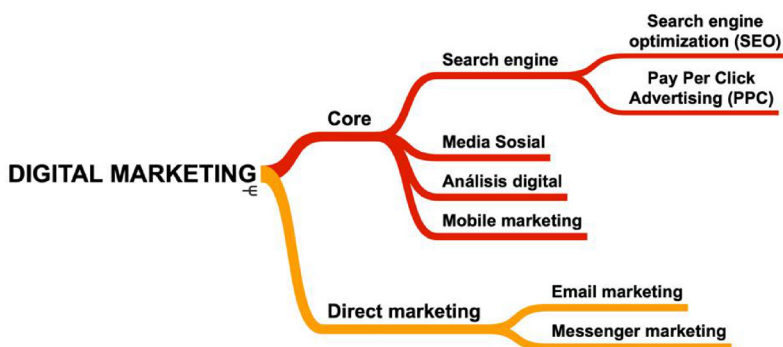 DIGITAL MARKETING
Core
Search engine
Search engine
optimization (SEO)
Pay Per Click
Advertising (PPC)
Media Sosial
Análisis digital
Mobile marketing
Direct marketing
Email marketing
Messenger marketing